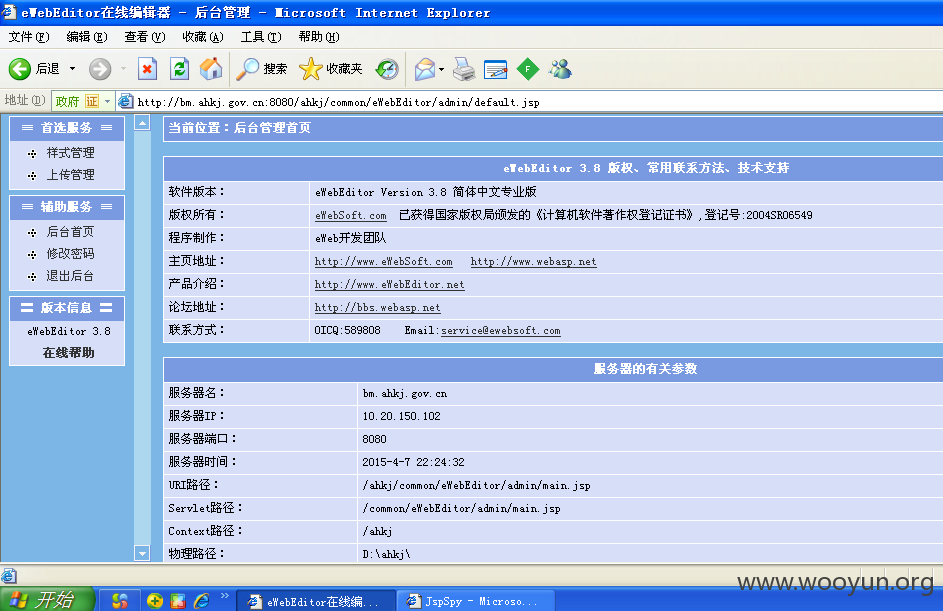 eWebEditor在线编辑器 - 后台管理 - Microsoft Internet Explorer
文件(F) 编辑(E) 查看(V) 收藏(A) 工具(T) 帮助(H)
后退 搜索 收藏夹
地址(D) 政府 证 http://bm.ahkj.gov.cn:8080/ahkj/common/eWebEditor/admin/default.jsp
首选服务
样式管理
上传管理
辅助服务
后台首页
修改密码
退出后台
版本信息
eWebEditor 3.8
在线帮助
当前位置：后台管理首页
eWebEditor 3.8 版权、常用联系方法、技术支持
软件版本： eWebEditor Version 3.8 简体中文专业版
版权所有： eWebSoft.com 已获得国家版权局颁发的《计算机软件著作权登记证书》,登记号:2004SR06549
程序制作： eWeb开发团队
主页地址： http://www.eWebSoft.com http://www.webasp.net
产品介绍： http://www.eWebEditor.net
论坛地址： http://bbs.webasp.net
联系方式： OICQ:589808 Email:service@ewebsoft.com
服务器的有关参数
服务器名： bm.ahkj.gov.cn
服务器IP： 10.20.150.102
服务器端口： 8080
服务器时间： 2015-4-7 22:24:32
URI路径： /ahkj/common/eWebEditor/admin/main.jsp
Servlet路径： /common/eWebEditor/admin/main.jsp
Context路径： /ahkj
物理路径： D:\ahkj\
www.wooyun.org
开始 eWebEditor在线编... JspSpy - Microso...